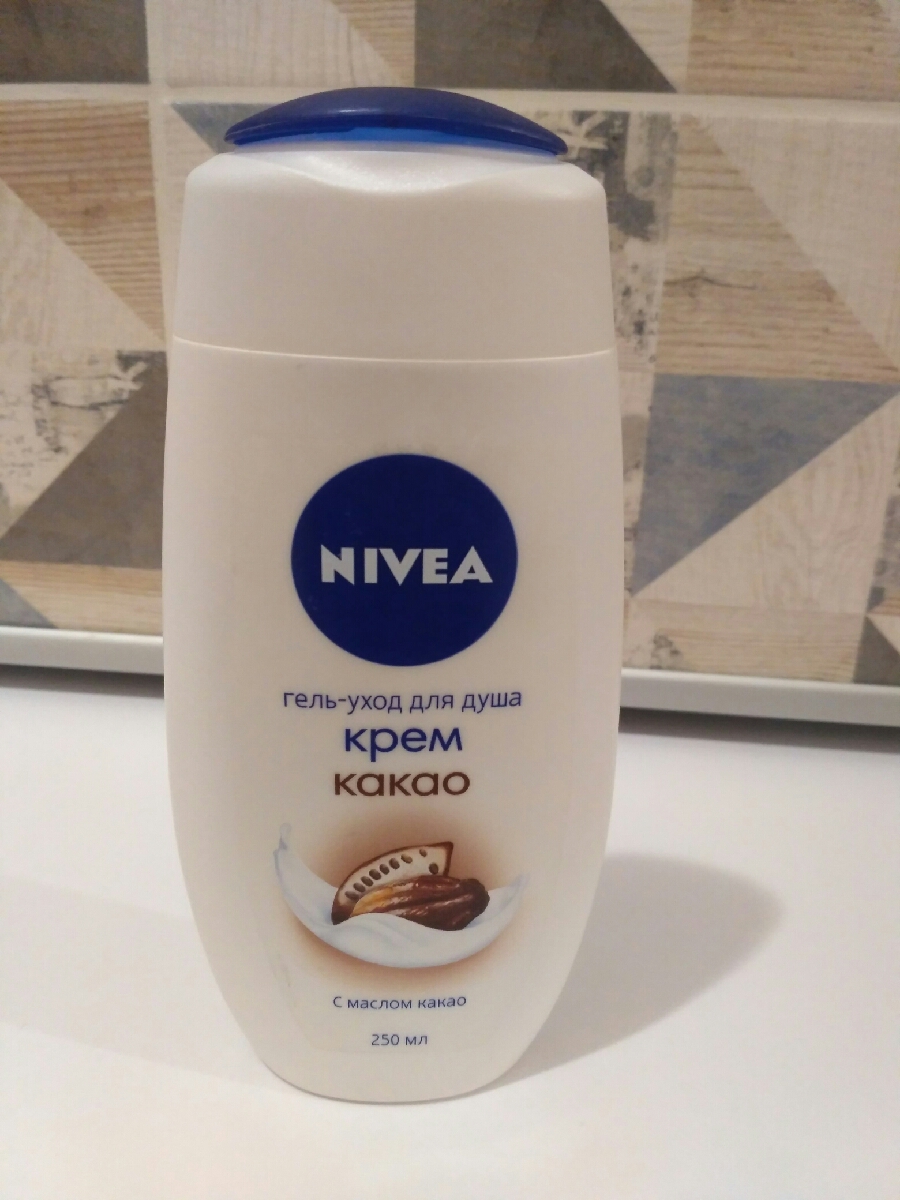 NIVEA
гель-уход для душа
крем
какао
С маслом какао
250 мл